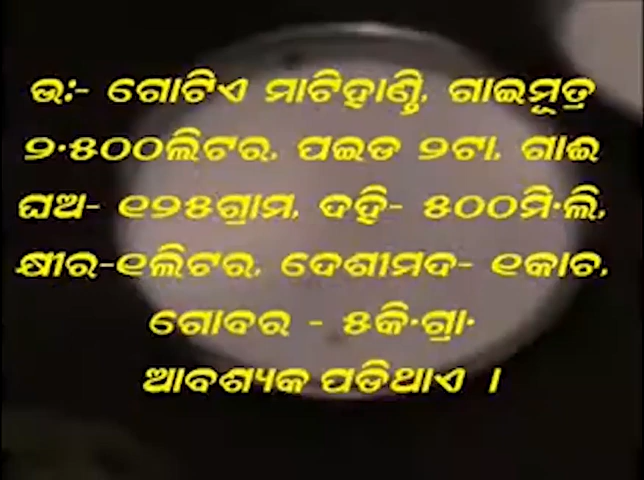 ଉ:- ଗୋଟିଏ ମାଟିହାଣ୍ଡି, ଗାଈମୂତ୍ର
୨.୫୦୦ଲିଟର, ପଇଡ ୨ଟା, ଗାଈ
ଘିଅ- ୧୨୫ଗ୍ରାମ, ଦହି- ୫୦୦ମି.ଲି,
କ୍ଷୀର-୧ଲିଟର, ଦେଶୀମଦ- ୧କାଚ,
ଗୋବର - ୫କି.ଗ୍ରା.
ଆବଶ୍ୟକ ପଡିଥାଏ ।